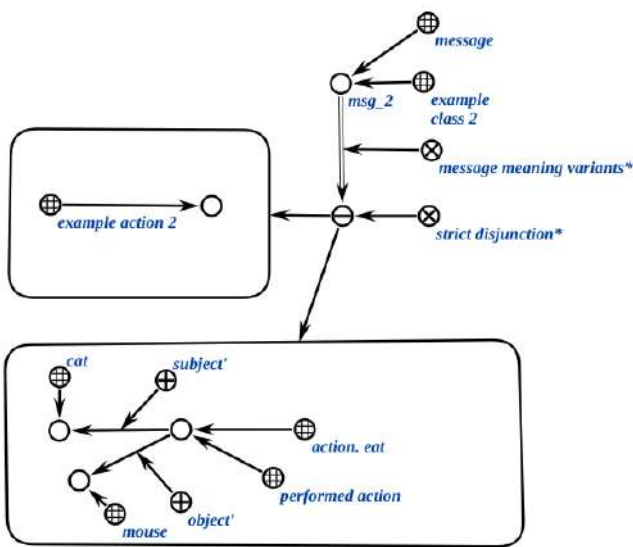 message
msg_2
example
class 2
message meaning variants*
example action 2
strict disjunction*
cat
subject'
action. eat
performed action
object'
mouse